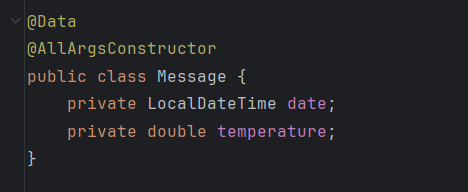 @Data
@AllArgsConstructor
public class Message {
    private LocalDateTime date;
    private double temperature;
}